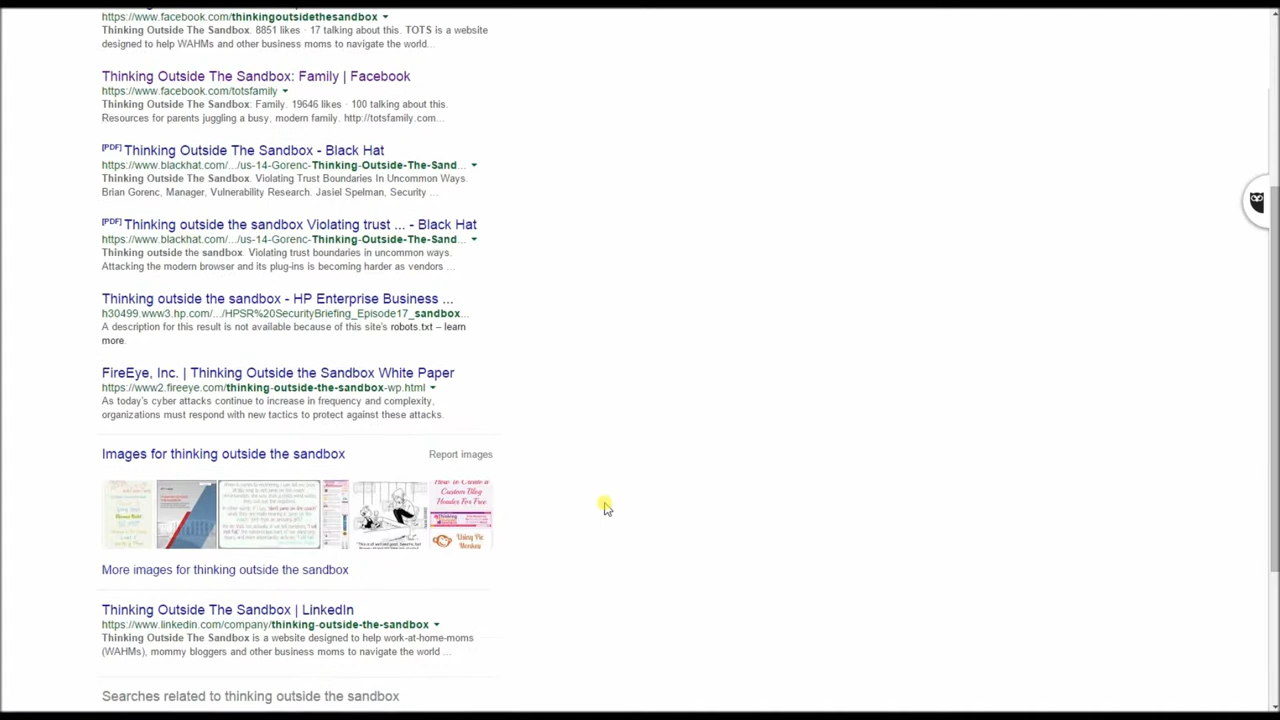 https://www.facebook.com/thinkingoutsidethesandbox
Thinking Outside The Sandbox. 8851 likes · 17 talking about this. TOTS is a website
designed to help WAHMs and other business moms to navigate the world...
Thinking Outside The Sandbox: Family | Facebook
https://www.facebook.com/totsfamily
Thinking Outside The Sandbox: Family. 19646 likes · 100 talking about this.
Resources for parents juggling a busy, modern family. http://totsfamily.com...
[PDF] Thinking Outside The Sandbox - Black Hat
https://www.blackhat.com/.../us-14-Gorenc-Thinking-Outside-The-Sand...
Thinking Outside The Sandbox. Violating Trust Boundaries In Uncommon Ways.
Brian Gorenc, Manager, Vulnerability Research. Jasiel Spelman, Security ...
[PDF] Thinking outside the sandbox Violating trust ... - Black Hat
https://www.blackhat.com/.../us-14-Gorenc-Thinking-Outside-The-Sand...
Thinking outside the sandbox. Violating trust boundaries in uncommon ways.
Attacking the modern browser and its plug-ins is becoming harder as vendors ...
Thinking outside the sandbox - HP Enterprise Business ...
h30499.www3.hp.com/.../HPSR%20SecurityBriefing_Episode17_sandbox...
A description for this result is not available because of this site's robots.txt – learn
more.
FireEye, Inc. | Thinking Outside the Sandbox White Paper
https://www2.fireeye.com/thinking-outside-the-sandbox-wp.html
As today's cyber attacks continue to increase in frequency and complexity,
organizations must respond with new tactics to protect against these attacks.
Images for thinking outside the sandbox
Report images
How to Create a
Custom Blog
Header For Free
Using Pic
Monkey
More images for thinking outside the sandbox
Thinking Outside The Sandbox | LinkedIn
https://www.linkedin.com/company/thinking-outside-the-sandbox
Thinking Outside The Sandbox is a website designed to help work-at-home-moms
(WAHMs), mommy bloggers and other business moms to navigate the world ...
Searches related to thinking outside the sandbox